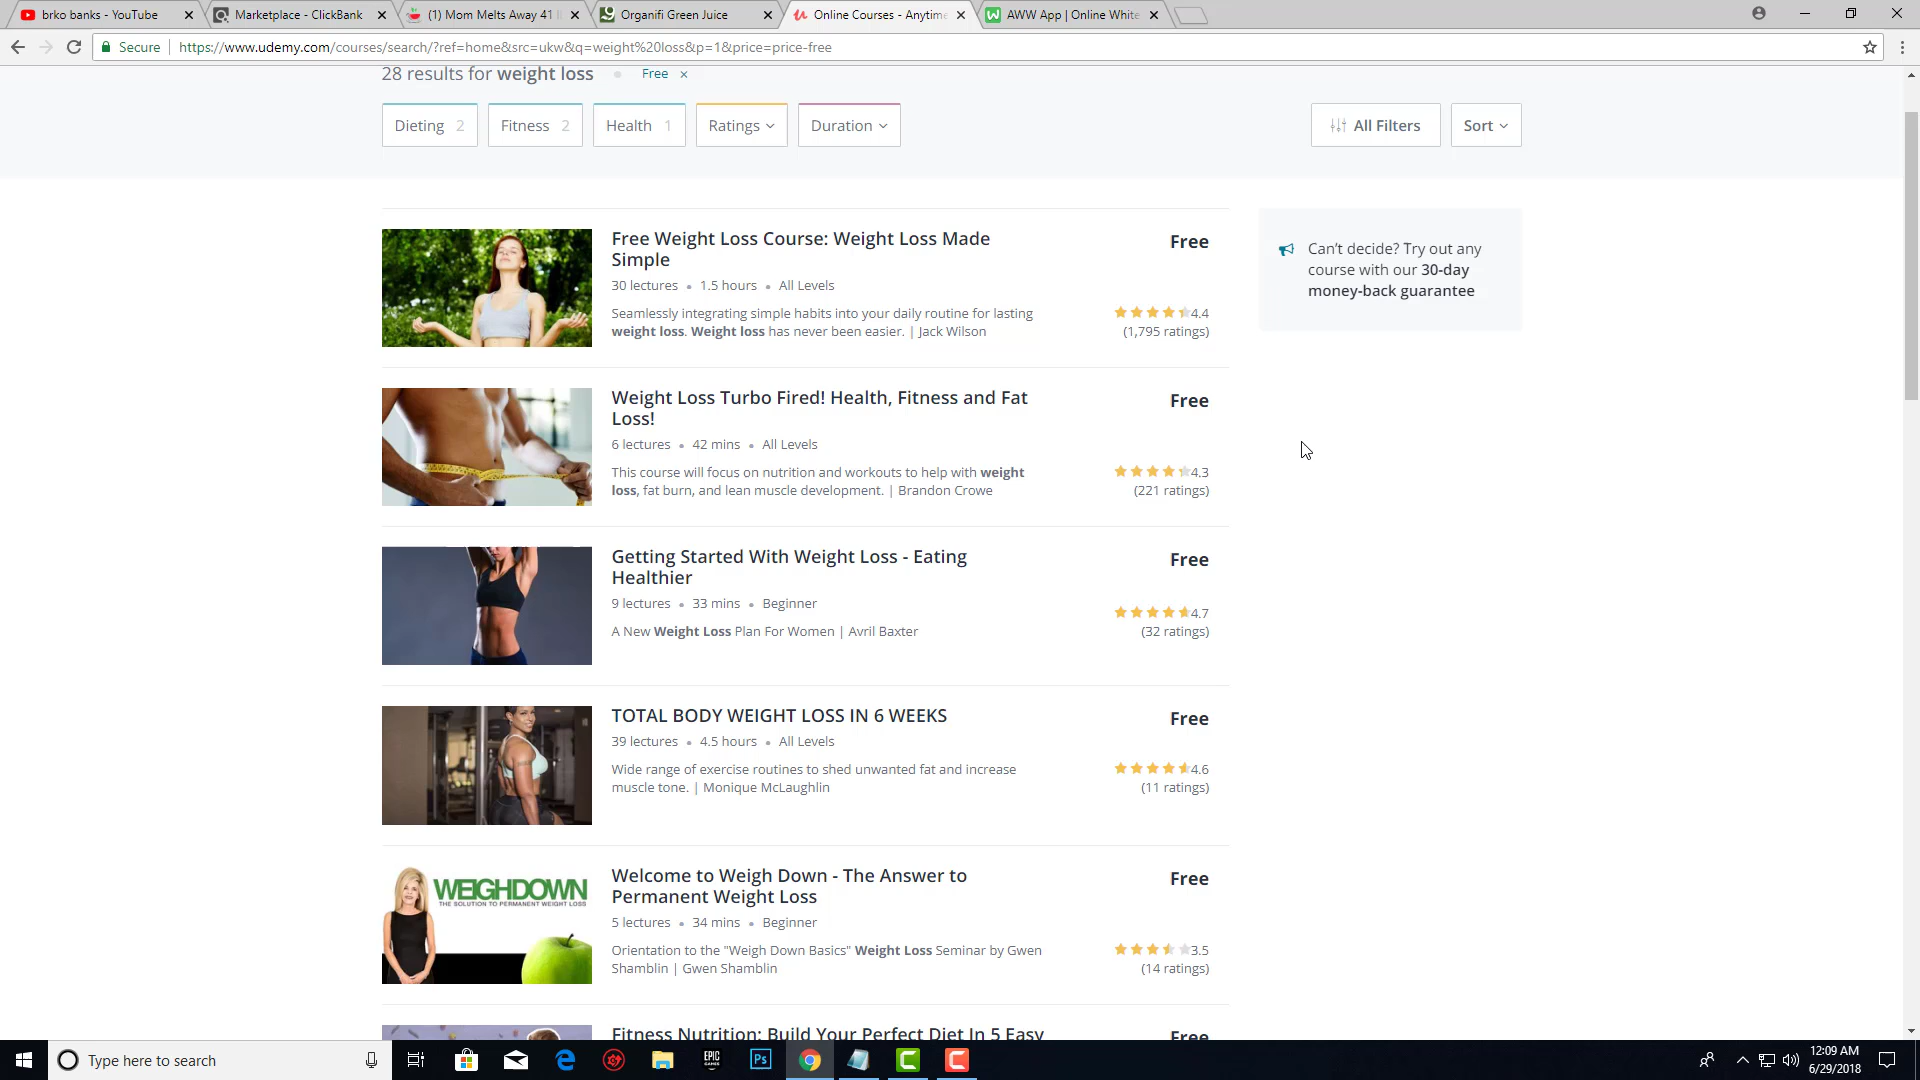 brko banks - YouTube
Marketplace - ClickBank
(1) Mom Melts Away 41
Organifi Green Juice
Online Courses - Anytime
AWW App | Online White
Secure
https://www.udemy.com/courses/search/?ref=home&src=ukw&q=weight%20loss&p=1&price=price-free
28 results for weight loss
Free ×
Dieting 2
Fitness 2
Health 1
Ratings
Duration
All Filters
Sort
Free Weight Loss Course: Weight Loss Made
Simple
Free
30 lectures • 1.5 hours • All Levels
Seamlessly integrating simple habits into your daily routine for lasting
weight loss. Weight loss has never been easier. | Jack Wilson
4.4
(1,795 ratings)
Can't decide? Try out any
course with our 30-day
money-back guarantee
Weight Loss Turbo Fired! Health, Fitness and Fat
Loss!
Free
6 lectures • 42 mins • All Levels
This course will focus on nutrition and workouts to help with weight
loss, fat burn, and lean muscle development. | Brandon Crowe
4.3
(221 ratings)
Getting Started With Weight Loss - Eating
Healthier
Free
9 lectures • 33 mins • Beginner
A New Weight Loss Plan For Women | Avril Baxter
4.7
(32 ratings)
TOTAL BODY WEIGHT LOSS IN 6 WEEKS
Free
39 lectures • 4.5 hours • All Levels
Wide range of exercise routines to shed unwanted fat and increase
muscle tone. | Monique McLaughlin
4.6
(11 ratings)
WEIGHDOWN
THE SOLUTION TO PERMANENT WEIGHT LOSS
Welcome to Weigh Down - The Answer to
Permanent Weight Loss
Free
5 lectures • 34 mins • Beginner
Orientation to the "Weigh Down Basics" Weight Loss Seminar by Gwen
Shamblin | Gwen Shamblin
3.5
(14 ratings)
Fitness Nutrition: Build Your Perfect Diet In 5 Easy
Free
Type here to search
EPIC
GAMES
Ps
12:09 AM
6/29/2018